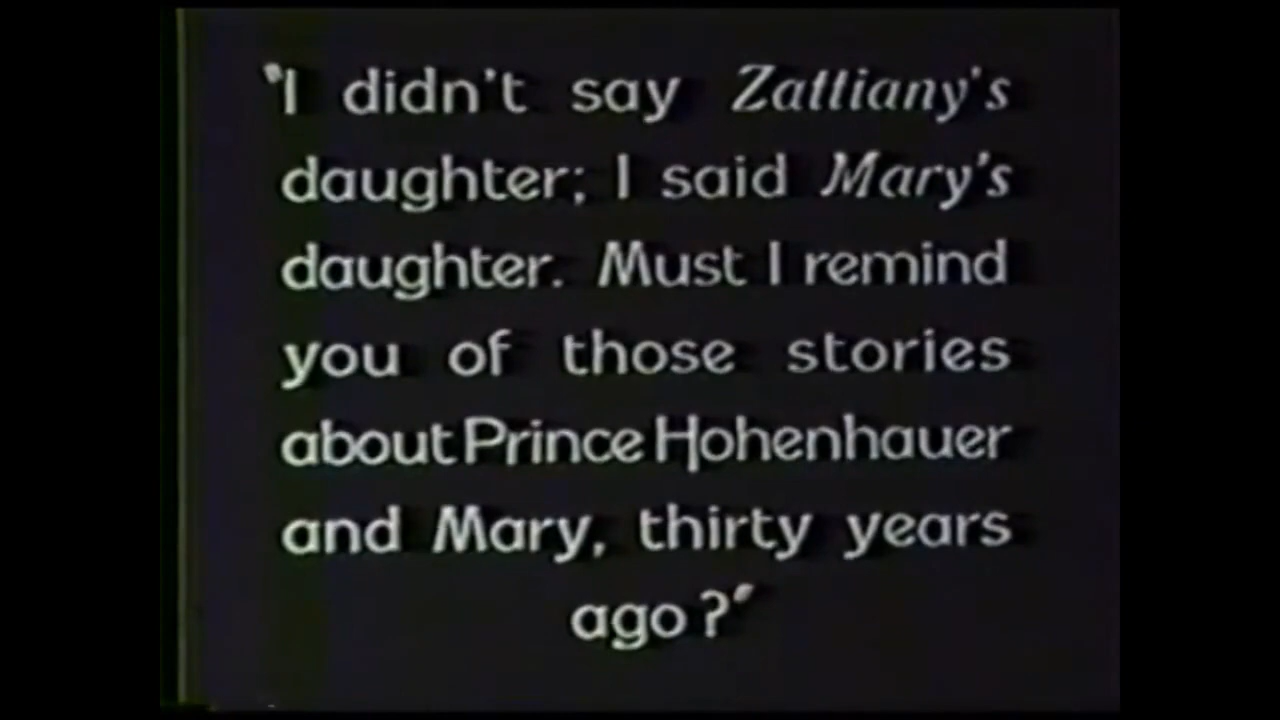 "I didn't say Zattiany's
daughter; I said Mary's
daughter. Must I remind
you of those stories
about Prince Hohenhauer
and Mary, thirty years
ago?"